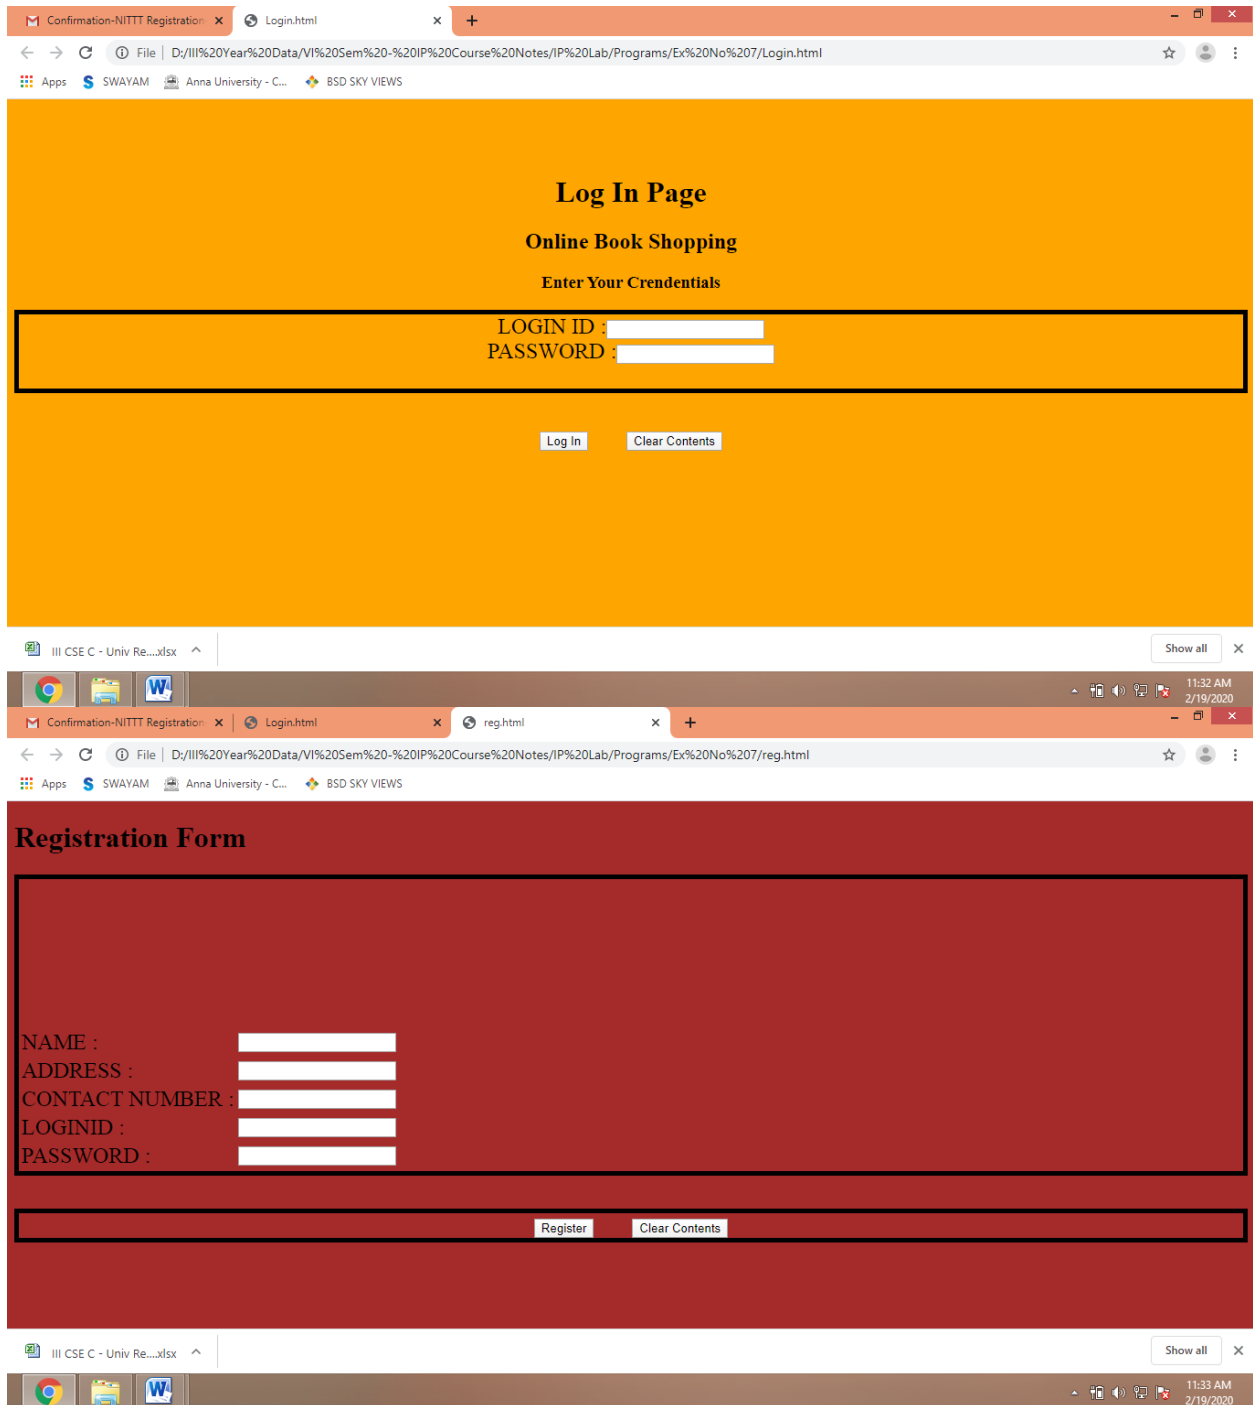 Confirmation-NITTT Registration Login.html
File D:/III%20Year%20Data/VI%20Sem%20-%20IP%20Course%20Notes/IP%20Lab/Programs/Ex%20No%207/Login.html
Apps SWAYAM Anna University - C... BSD SKY VIEWS
Log In Page
Online Book Shopping
Enter Your Crendentials
LOGIN ID :
PASSWORD :
Log In Clear Contents
III CSE C - Univ Re....xlsx Show all
11:32 AM
2/19/2020
Confirmation-NITTT Registration Login.html reg.html
File D:/III%20Year%20Data/VI%20Sem%20-%20IP%20Course%20Notes/IP%20Lab/Programs/Ex%20No%207/reg.html
Apps SWAYAM Anna University - C... BSD SKY VIEWS
Registration Form
NAME :
ADDRESS :
CONTACT NUMBER :
LOGINID :
PASSWORD :
Register Clear Contents
III CSE C - Univ Re....xlsx Show all
11:33 AM
2/19/2020